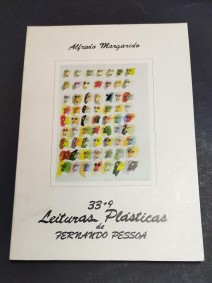 Alfredo Margarido
33+9
Leituras Plásticas
de
FERNANDO PESSOA